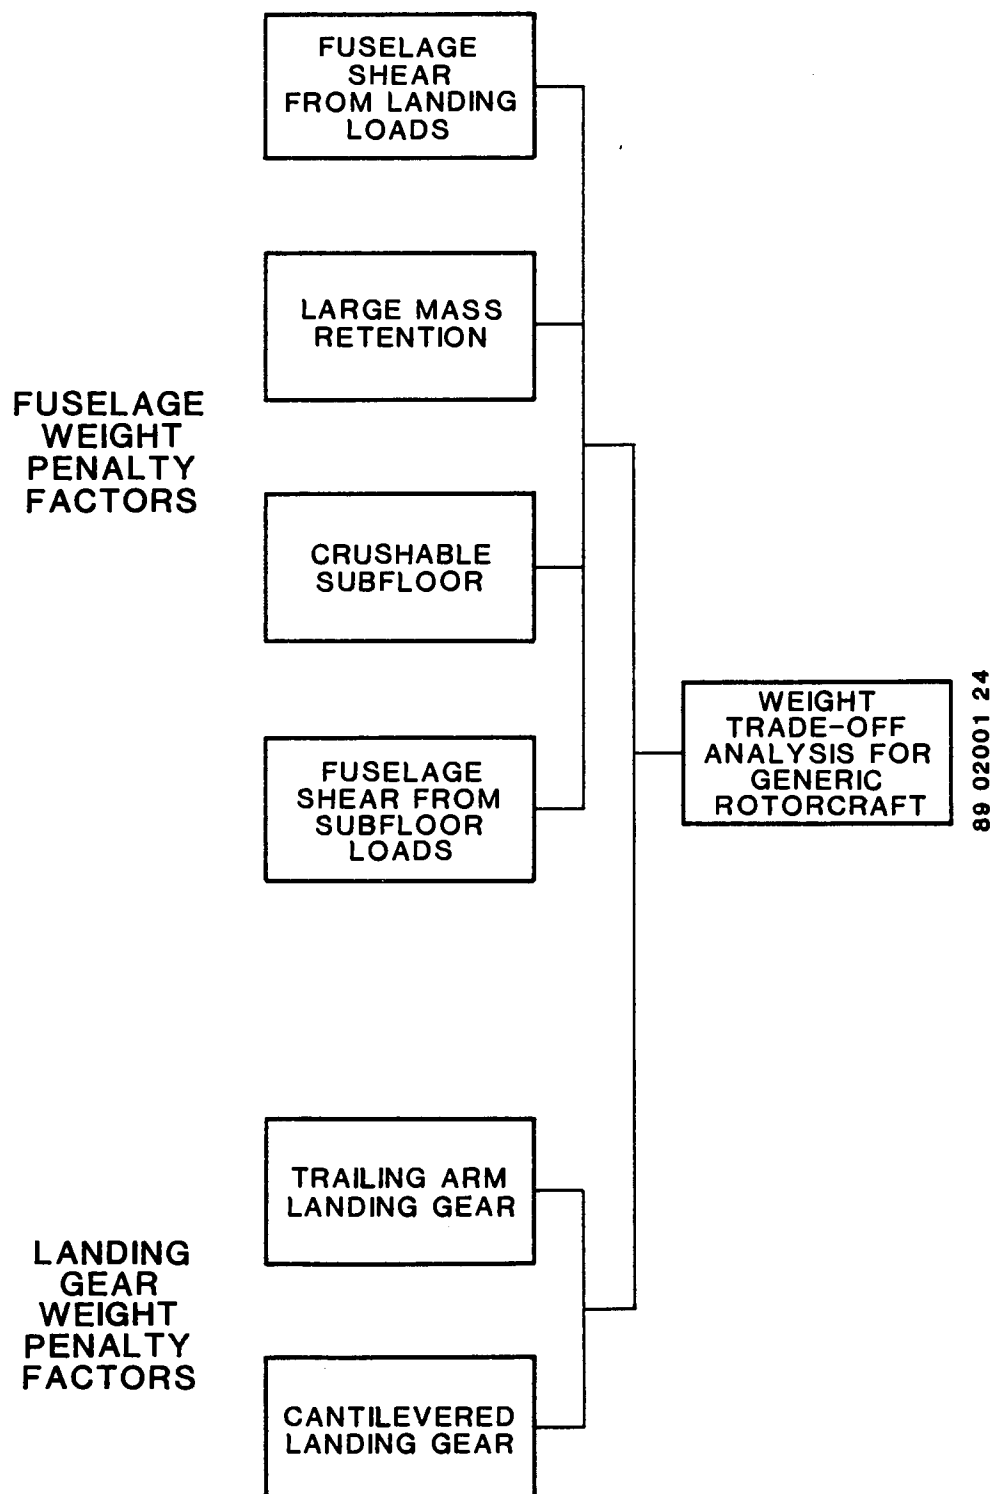 FUSELAGE
SHEAR
FROM LANDING
LOADS
LARGE MASS
RETENTION
FUSELAGE
WEIGHT
PENALTY
FACTORS
CRUSHABLE
SUBFLOOR
FUSELAGE
SHEAR FROM
SUBFLOOR
LOADS
WEIGHT
TRADE-OFF
ANALYSIS FOR
GENERIC
ROTORCRAFT
89 02001 24
TRAILING ARM
LANDING GEAR
LANDING
GEAR
WEIGHT
PENALTY
FACTORS
CANTILEVERED
LANDING GEAR